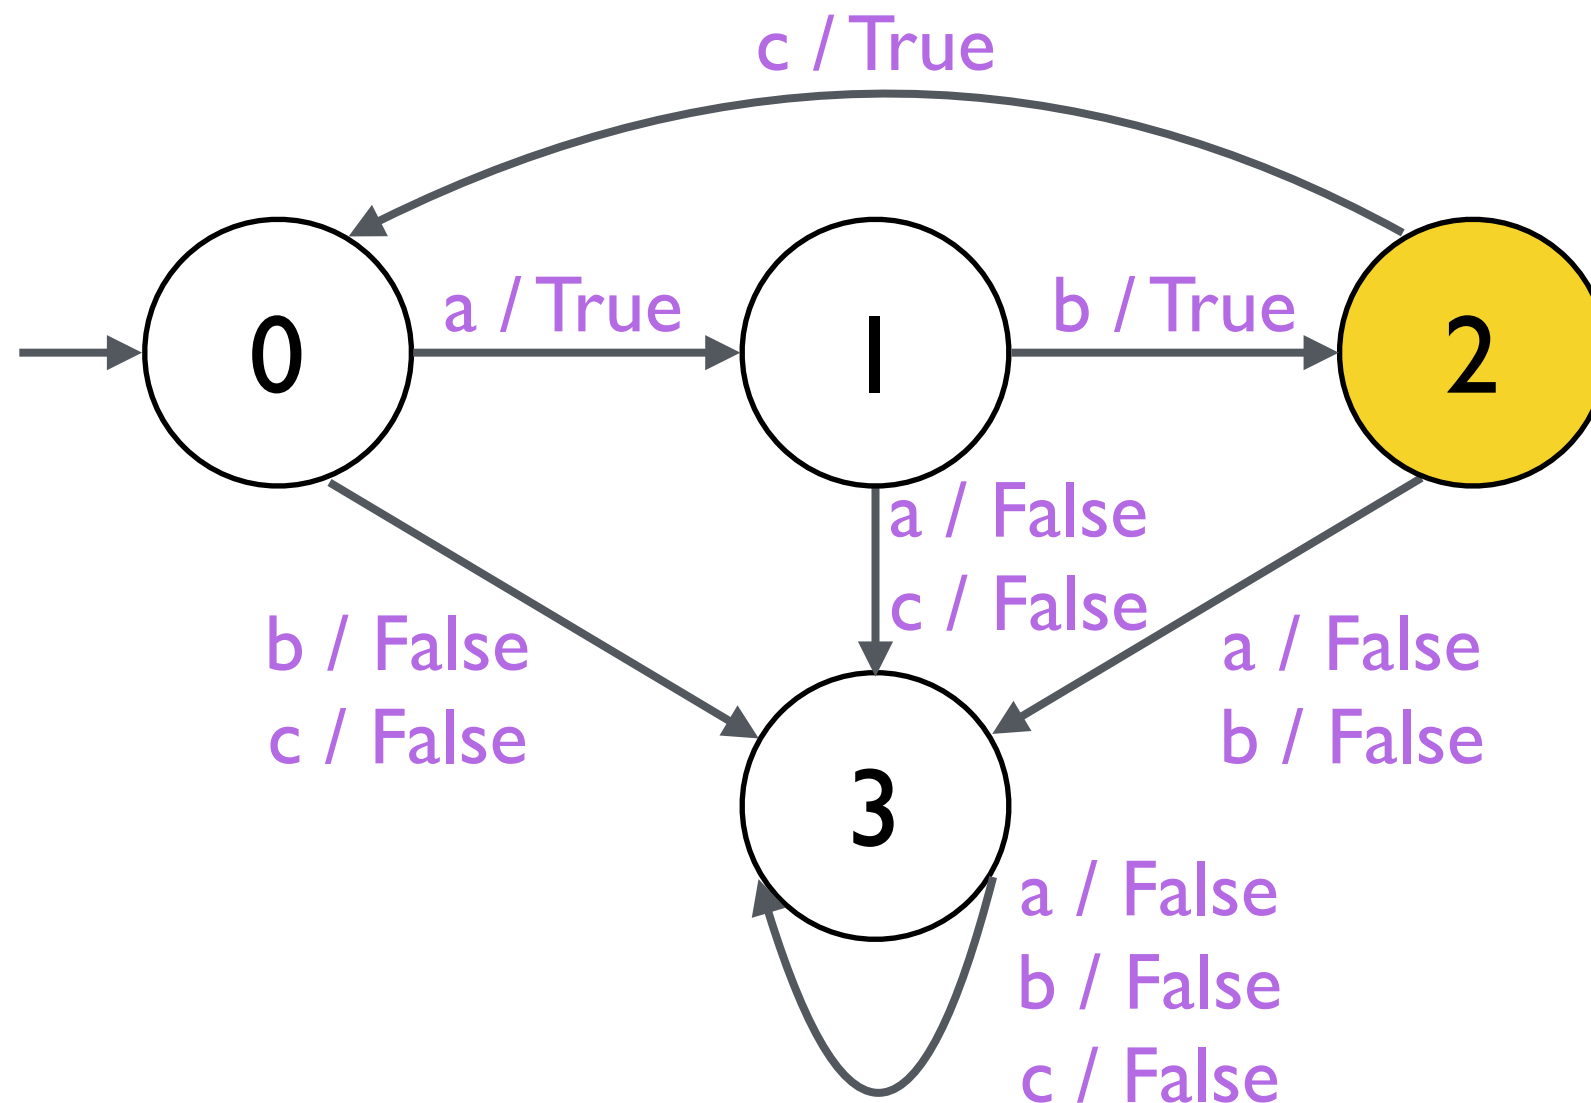 c / True
a / True
b / True
0
1
2
a / False
c / False
b / False
c / False
a / False
b / False
3
a / False
b / False
c / False